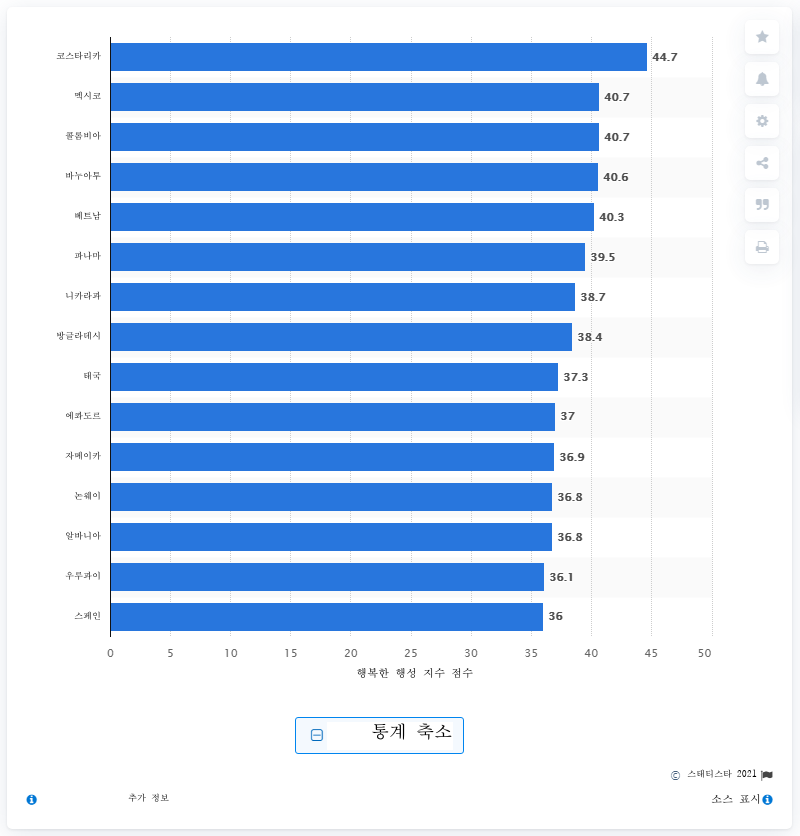 코스타리카 44.7
멕시코 40.7
콜롬비아 40.7
바누아투 40.6
베트남 40.3
파나마 39.5
니카라과 38.7
방글라데시 38.4
태국 37.3
에콰도르 37
자메이카 36.9
논웨이 36.8
알바니아 36.8
우루과이 36.1
스페인 36
0 5 10 15 20 25 30 35 40 45 50
행복한 행성 지수 점수
통계 축소
© 스태티스타 2021
추가 정보 소스 표시